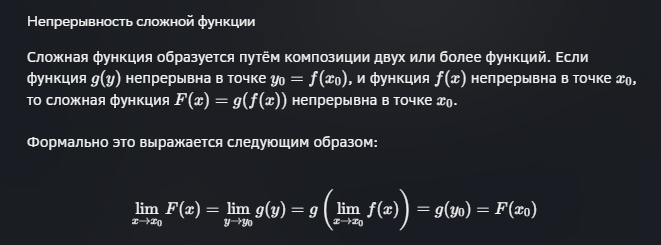 Непрерывность сложной функции
Сложная функция образуется путём композиции двух или более функций. Если
функция g(y) непрерывна в точке y₀ = f(x₀), и функция f(x) непрерывна в точке x₀,
то сложная функция F(x) = g(f(x)) непрерывна в точке x₀.
Формально это выражается следующим образом:
lim_{x→x₀} F(x) = lim_{y→y₀} g(y) = g(lim_{x→x₀} f(x)) = g(y₀) = F(x₀)